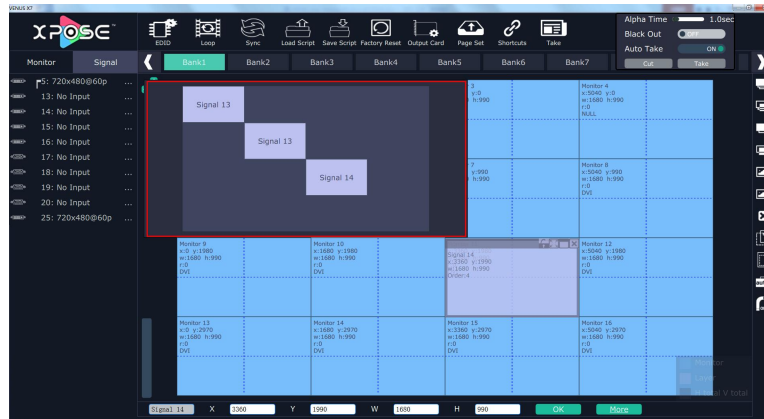 VENUS X7
XPOSE
EDID
Loop
Sync
Load Script
Save Script
Factory Reset
Output Card
Page Set
Shortcuts
Take
Alpha Time
1.0sec
Black Out
OFF
Auto Take
ON
Cut
Take
Monitor
Signal
Bank1
Bank2
Bank3
Bank4
Bank5
Bank6
Bank7
5: 720x480@60p ...
13: No Input ...
14: No Input ...
15: No Input ...
16: No Input ...
17: No Input ...
18: No Input ...
19: No Input ...
20: No Input ...
25: 720x480@60p ...
Signal 13
Signal 13
Signal 14
3
y:0
h:990
Monitor 4
x:5040 y:0
w:1680 h:990
r:0
NULL
7
y:990
h:990
Monitor 8
x:5040 y:990
w:1680 h:990
r:0
DVI
Monitor 9
x:0 y:1980
w:1680 h:990
r:0
DVI
Monitor 10
x:1680 y:1980
w:1680 h:990
r:0
DVI
Signal 14
x:3360 y:1990
w:1680 h:990
Order:4
Monitor 12
x:5040 y:1980
w:1680 h:990
r:0
DVI
Monitor 13
x:0 y:2970
w:1680 h:990
r:0
DVI
Monitor 14
x:1680 y:2970
w:1680 h:990
r:0
DVI
Monitor 15
x:3360 y:2970
w:1680 h:990
r:0
DVI
Monitor 16
x:5040 y:2970
w:1680 h:990
r:0
DVI
Monitor
Layer
H total V total
Signal 14 X 3360 Y 1990 W 1680 H 990 OK More